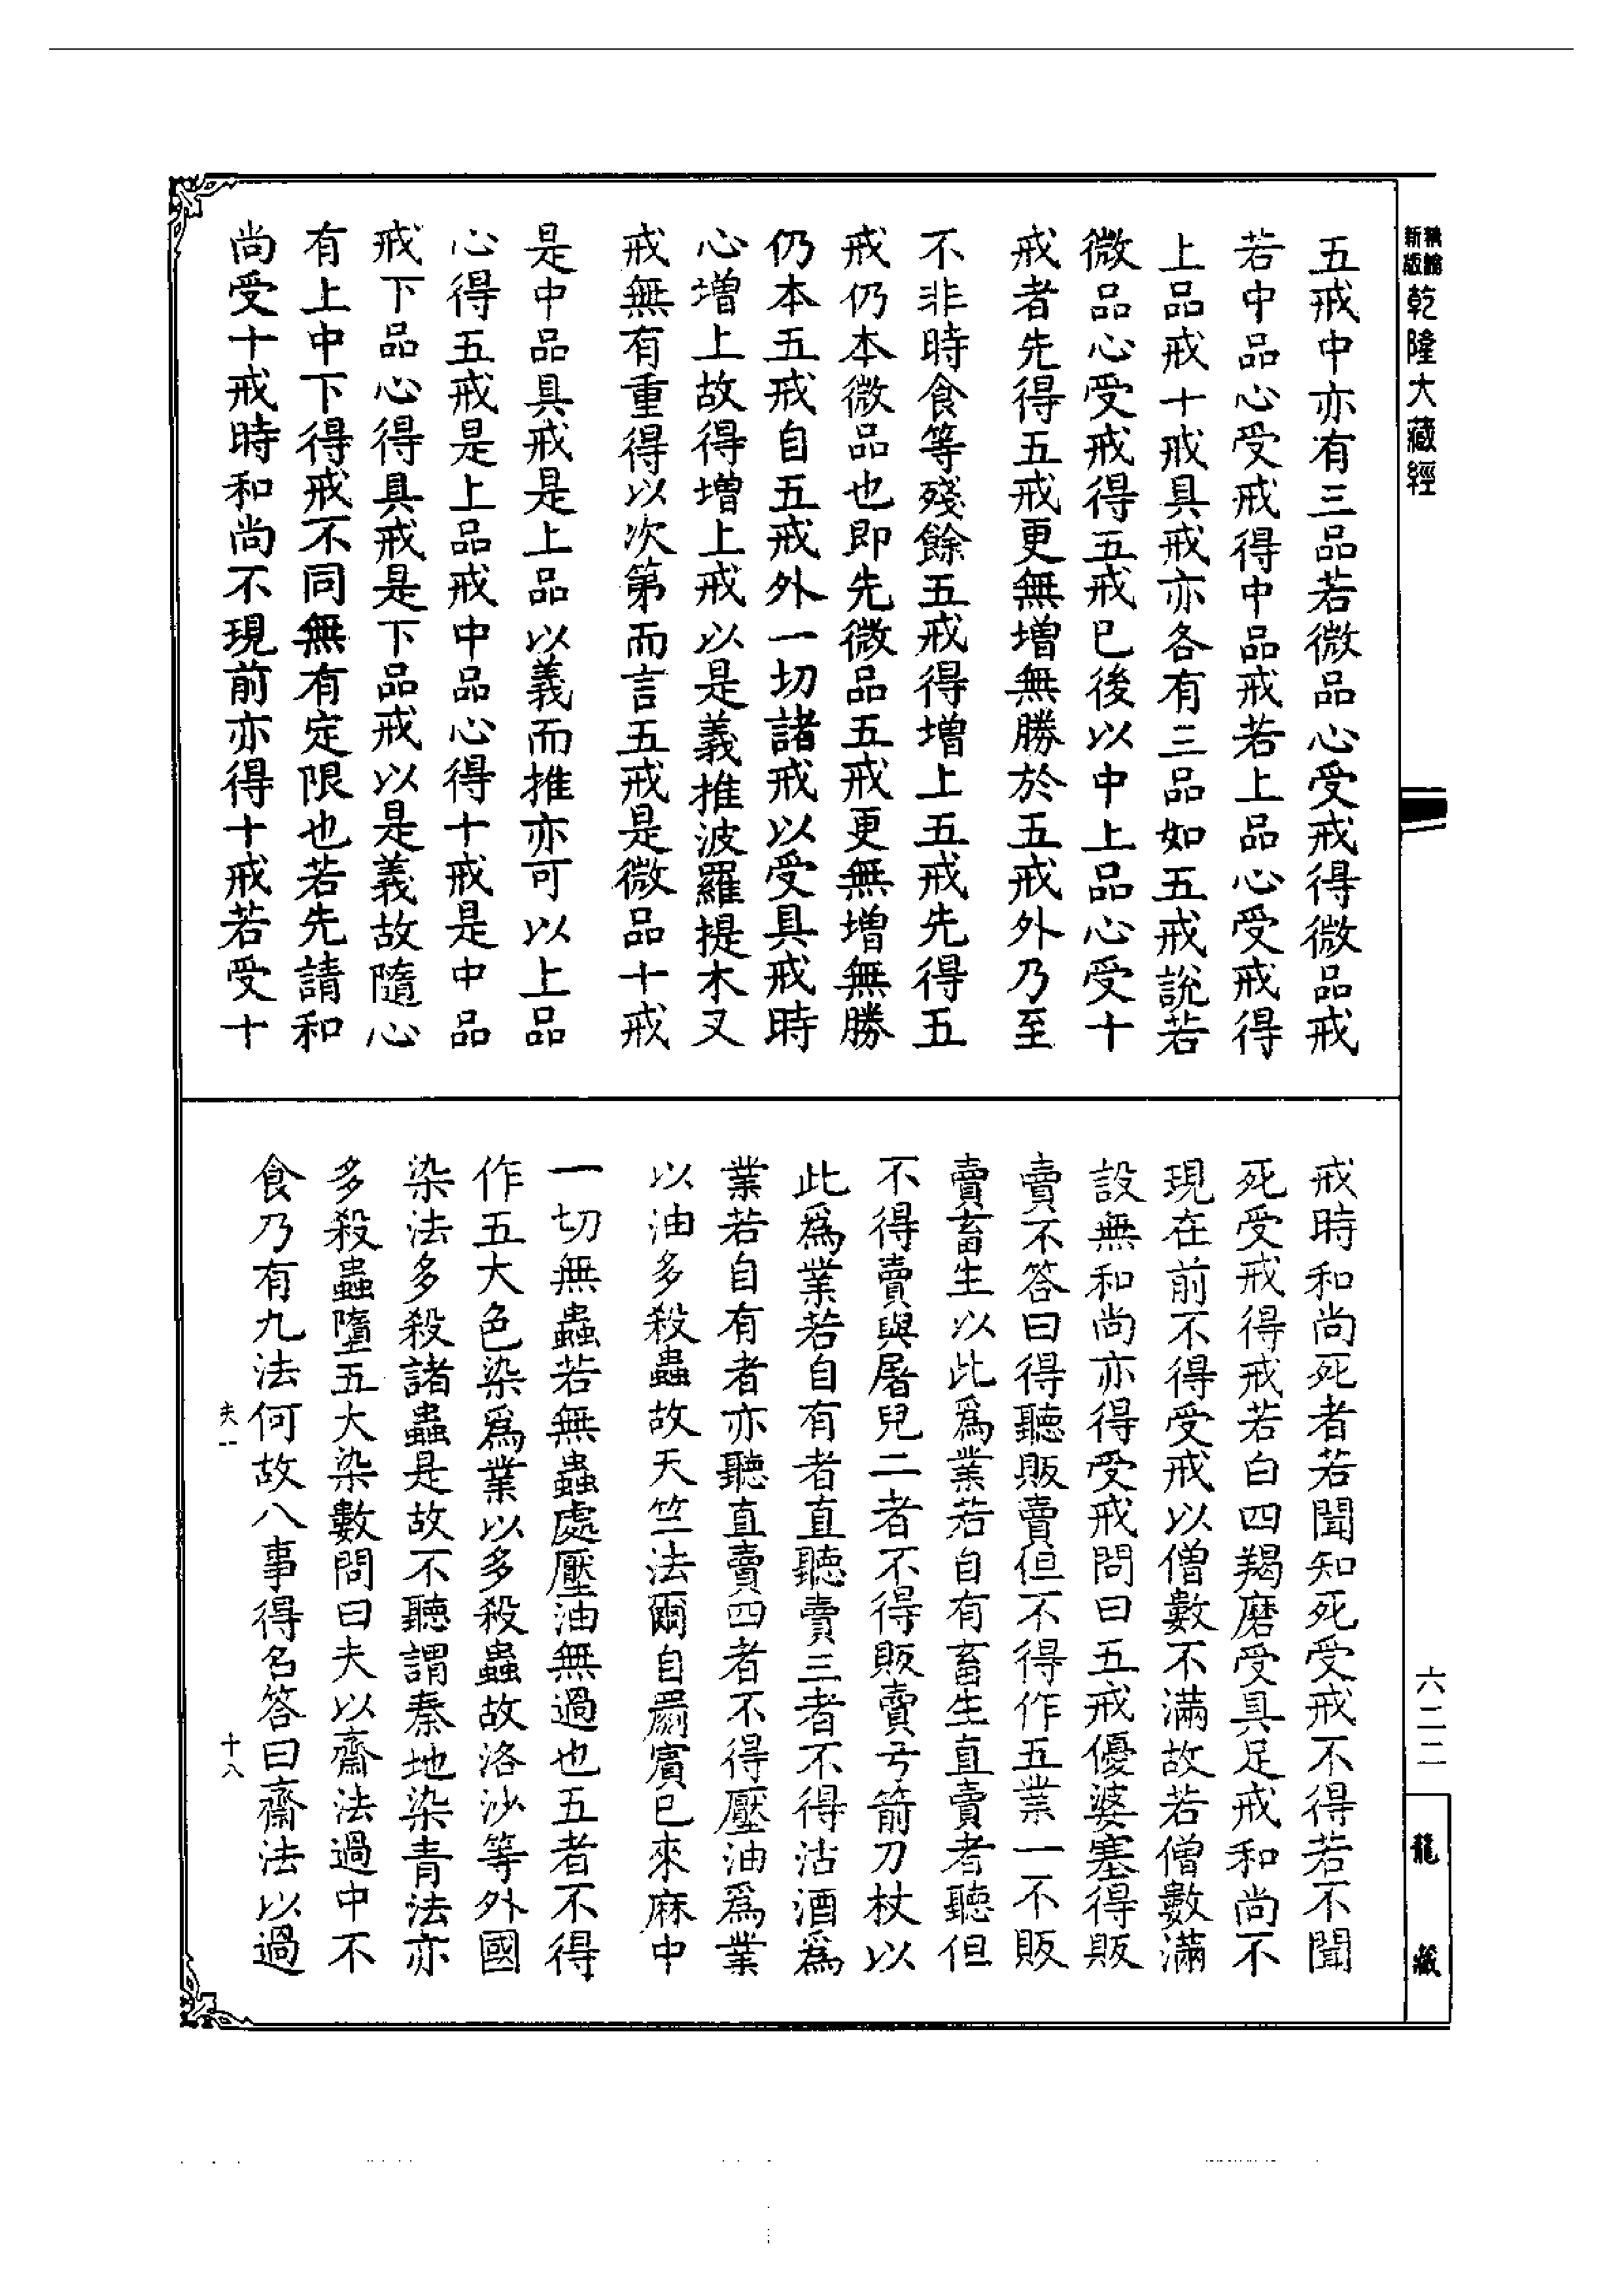 新編縮版乾隆大藏經
五戒中亦有三品若微品心受戒得微品戒
若中品心受戒得中品戒若上品心受戒得
上品戒十戒具戒亦各有三品如五戒說若
微品心受戒得五戒已後以中上品心受十
戒者先得五戒更無增無勝於五戒外乃至
不非時食等殘餘五戒得增上五戒先得五
戒仍本微品也即先微品五戒更無增無勝
仍本五戒自五戒外一切諸戒以受具戒時
心增上故得增上戒以是義推波羅提木叉
戒無有重得以次第而言五戒是微品十戒
是中品具戒是上品以義而推亦可以上品
心得五戒是上品戒中品心得十戒是中品
戒下品心得具戒是下品戒以是義故隨心
有上中下得戒不同無有定限也若先請和
尚受十戒時和尚不現前亦得十戒若受十
戒時和尚死者若聞知死受戒不得若不聞
死受戒得戒若白四羯磨受具足戒和尚不
現在前不得受戒以僧數不滿故若僧數滿
設無和尚亦得受戒問曰五戒優婆塞得販
賣不答曰得聽販賣但不得作五業一不販
賣畜生以此爲業若自有畜生直賣者聽但
不得賣與屠兒二者不得販賣弓箭刀杖以
此爲業若自有者直聽賣三者不得沽酒爲
業若自有者亦聽直賣四者不得壓油爲業
以油多殺蟲故天竺法爾自罽賓已來麻中
一切無蟲若無蟲處壓油無過也五者不得
作五大色染爲業以多殺蟲故洛沙等外國
染法多殺諸蟲是故不聽謂秦地染青法亦
多殺蟲墮五大染數問曰夫以齋法過中不
食乃有九法何故八事得名答曰齋法以過
夫一
十八
六二二
龍藏